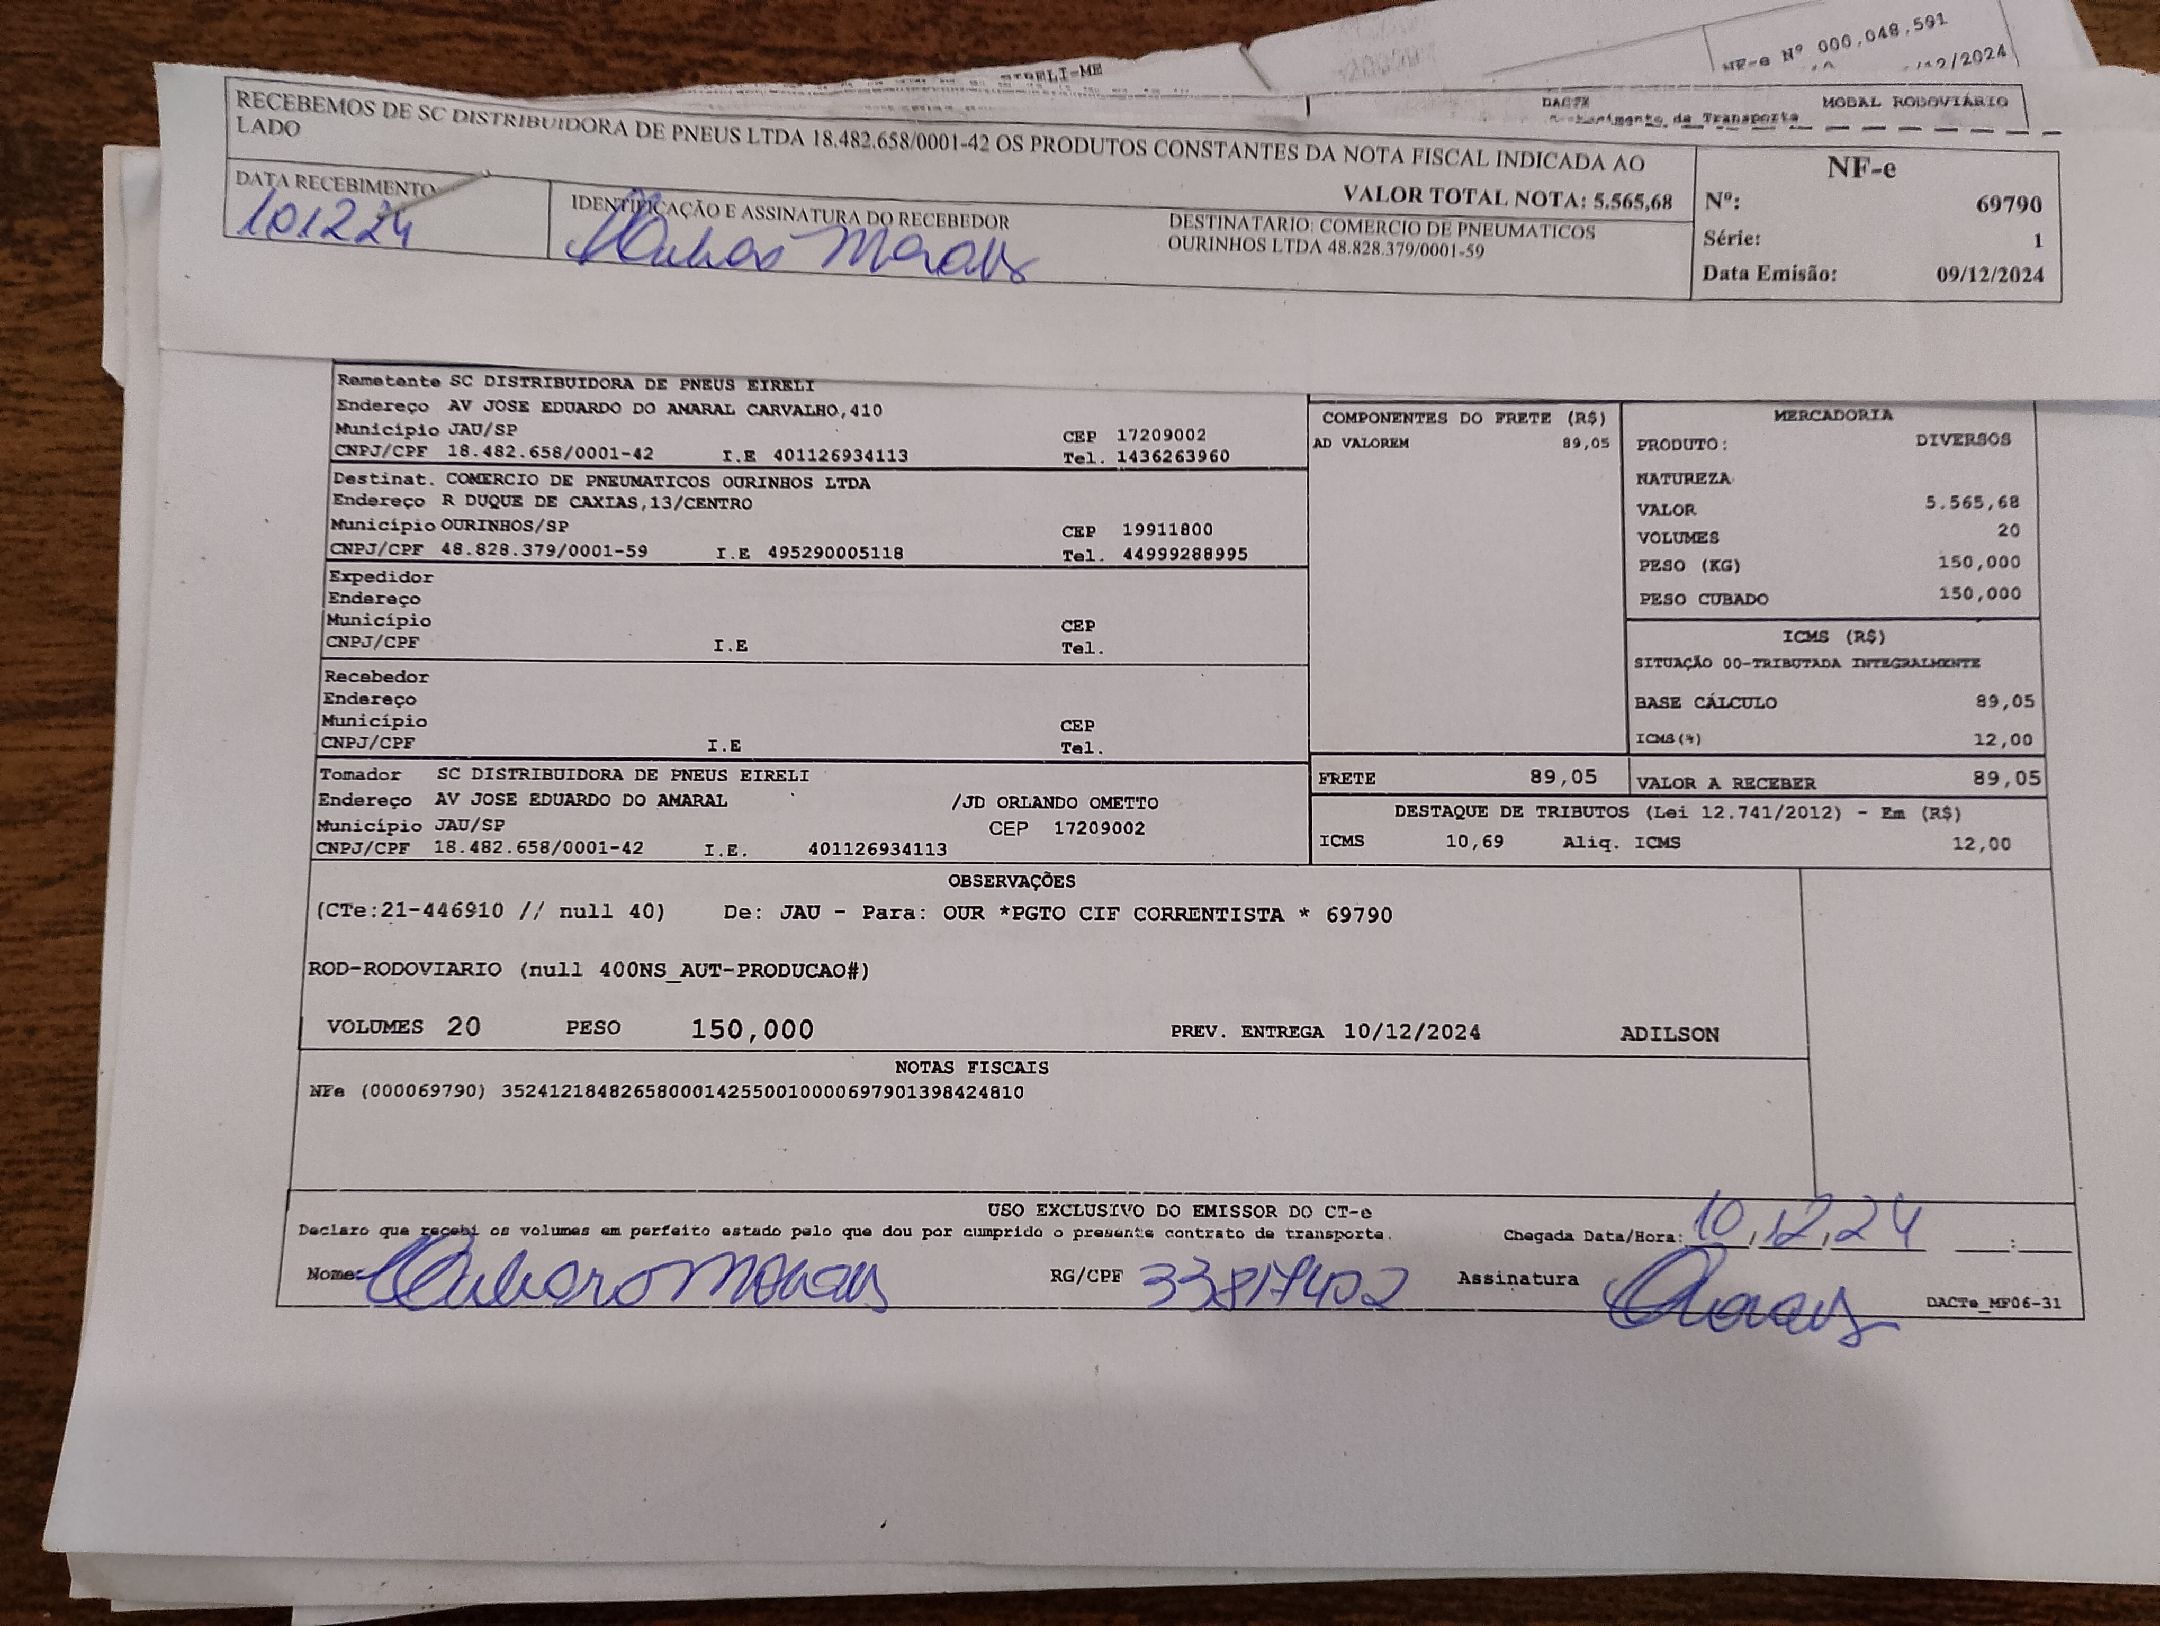 NF-e Nº 000.048.591
/12/2024
EIRELI-ME
DACTE MODAL RODOVIÁRIO
de Transporte
RECEBEMOS DE SC DISTRIBUIDORA DE PNEUS LTDA 18.482.658/0001-42 OS PRODUTOS CONSTANTES DA NOTA FISCAL INDICADA AO
LADO
VALOR TOTAL NOTA: 5.565,68
DATA RECEBIMENTO
101224
IDENTIFICAÇÃO E ASSINATURA DO RECEBEDOR
Moraes
DESTINATÁRIO: COMERCIO DE PNEUMATICOS
OURINHOS LTDA 48.828.379/0001-59
NF-e
Nº: 69790
Série: 1
Data Emisão: 09/12/2024
Remetente SC DISTRIBUIDORA DE PNEUS EIRELI
Endereço AV JOSE EDUARDO DO AMARAL CARVALHO,410
Município JAU/SP CEP 17209002
CNPJ/CPF 18.482.658/0001-42 I.E 401126934113 Tel. 1436263960
Destinat. COMERCIO DE PNEUMATICOS OURINHOS LTDA
Endereço R DUQUE DE CAXIAS,13/CENTRO
Município OURINHOS/SP CEP 19911800
CNPJ/CPF 48.828.379/0001-59 I.E 495290005118 Tel. 44999288995
Expedidor
Endereço
Município CEP
CNPJ/CPF I.E Tel.
Recebedor
Endereço
Município CEP
CNPJ/CPF I.E Tel.
Tomador SC DISTRIBUIDORA DE PNEUS EIRELI
Endereço AV JOSE EDUARDO DO AMARAL /JD ORLANDO OMETTO
Município JAU/SP CEP 17209002
CNPJ/CPF 18.482.658/0001-42 I.E. 401126934113
COMPONENTES DO FRETE (R$)
AD VALOREM 89,05
FRETE 89,05
MERCADORIA
PRODUTO: DIVERSOS
NATUREZA
VALOR 5.565,68
VOLUMES 20
PESO (KG) 150,000
PESO CUBADO 150,000
ICMS (R$)
SITUAÇÃO 00-TRIBUTADA INTEGRALMENTE
BASE CÁLCULO 89,05
ICMS(%) 12,00
VALOR A RECEBER 89,05
DESTAQUE DE TRIBUTOS (Lei 12.741/2012) - Em (R$)
ICMS 10,69 Aliq. ICMS 12,00
OBSERVAÇÕES
(CTe:21-446910 // null 40) De: JAU - Para: OUR *PGTO CIF CORRENTISTA * 69790
ROD-RODOVIARIO (null 400NS_AUT-PRODUCAO#)
VOLUMES 20 PESO 150,000 PREV. ENTREGA 10/12/2024 ADILSON
NOTAS FISCAIS
NFe (000069790) 35241218482658000142550010000697901398424810
USO EXCLUSIVO DO EMISSOR DO CT-e
Declaro que recebi os volumes em perfeito estado pelo que dou por cumprido o presente contrato de transporte. Chegada Data/Hora: 10,12,24 :
Nome: Moraes RG/CPF 33817402 Assinatura
DACTe_MF06-31